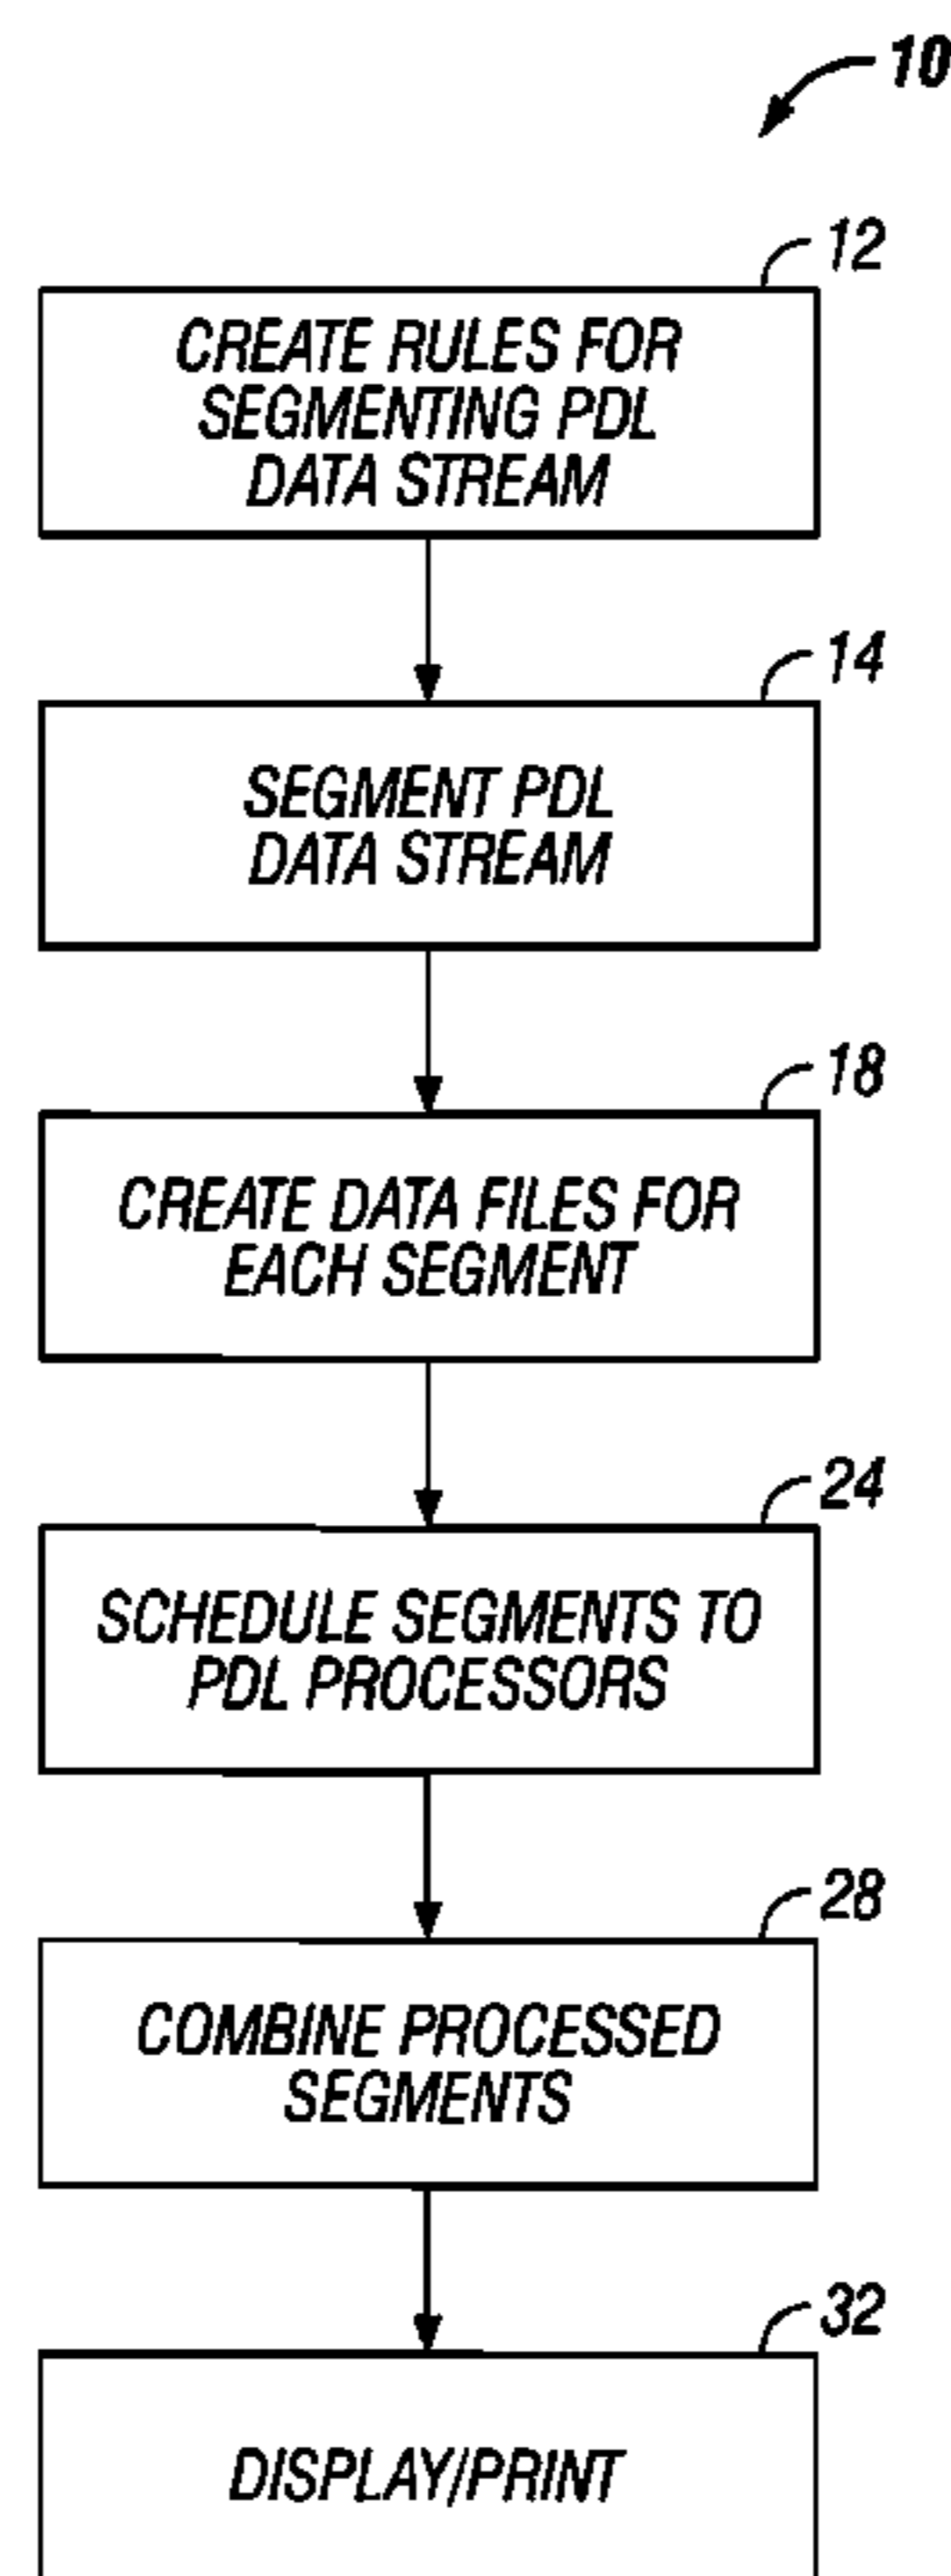 10
12
CREATE RULES FOR
SEGMENTING PDL
DATA STREAM
14
SEGMENT PDL
DATA STREAM
18
CREATE DATA FILES FOR
EACH SEGMENT
24
SCHEDULE SEGMENTS TO
PDL PROCESSORS
28
COMBINE PROCESSED
SEGMENTS
32
DISPLAY/PRINT